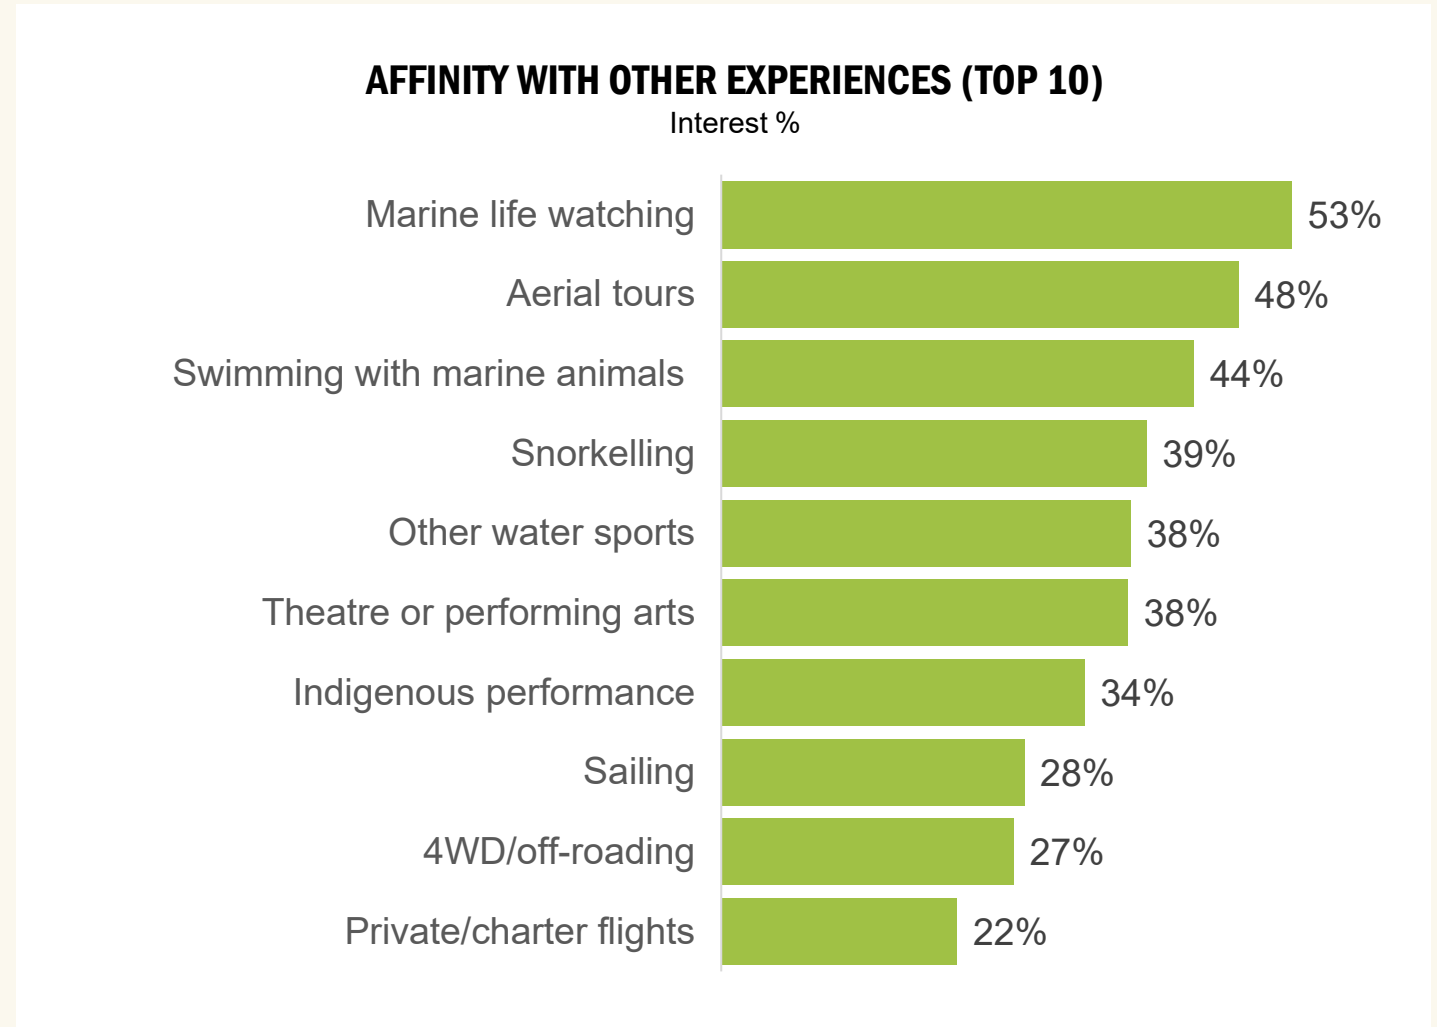 AFFINITY WITH OTHER EXPERIENCES (TOP 10)
Interest %
Marine life watching 53%
Aerial tours 48%
Swimming with marine animals 44%
Snorkelling 39%
Other water sports 38%
Theatre or performing arts 38%
Indigenous performance 34%
Sailing 28%
4WD/off-roading 27%
Private/charter flights 22%